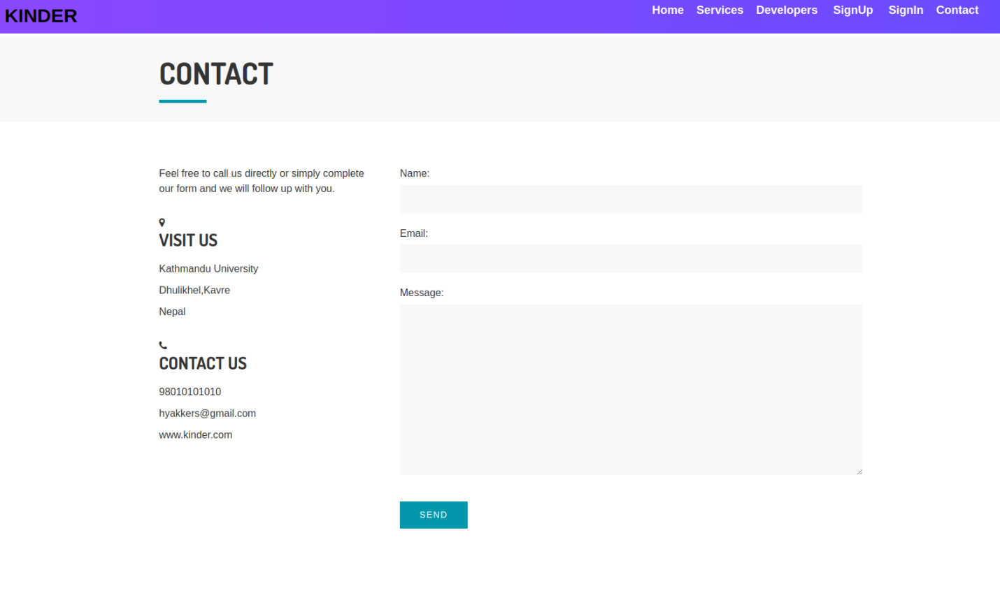 KINDER
Home Services Developers SignUp SignIn Contact
CONTACT
Feel free to call us directly or simply complete
our form and we will follow up with you.
VISIT US
Kathmandu University
Dhulikhel,Kavre
Nepal
CONTACT US
98010101010
hyakkers@gmail.com
www.kinder.com
Name:
Email:
Message:
SEND